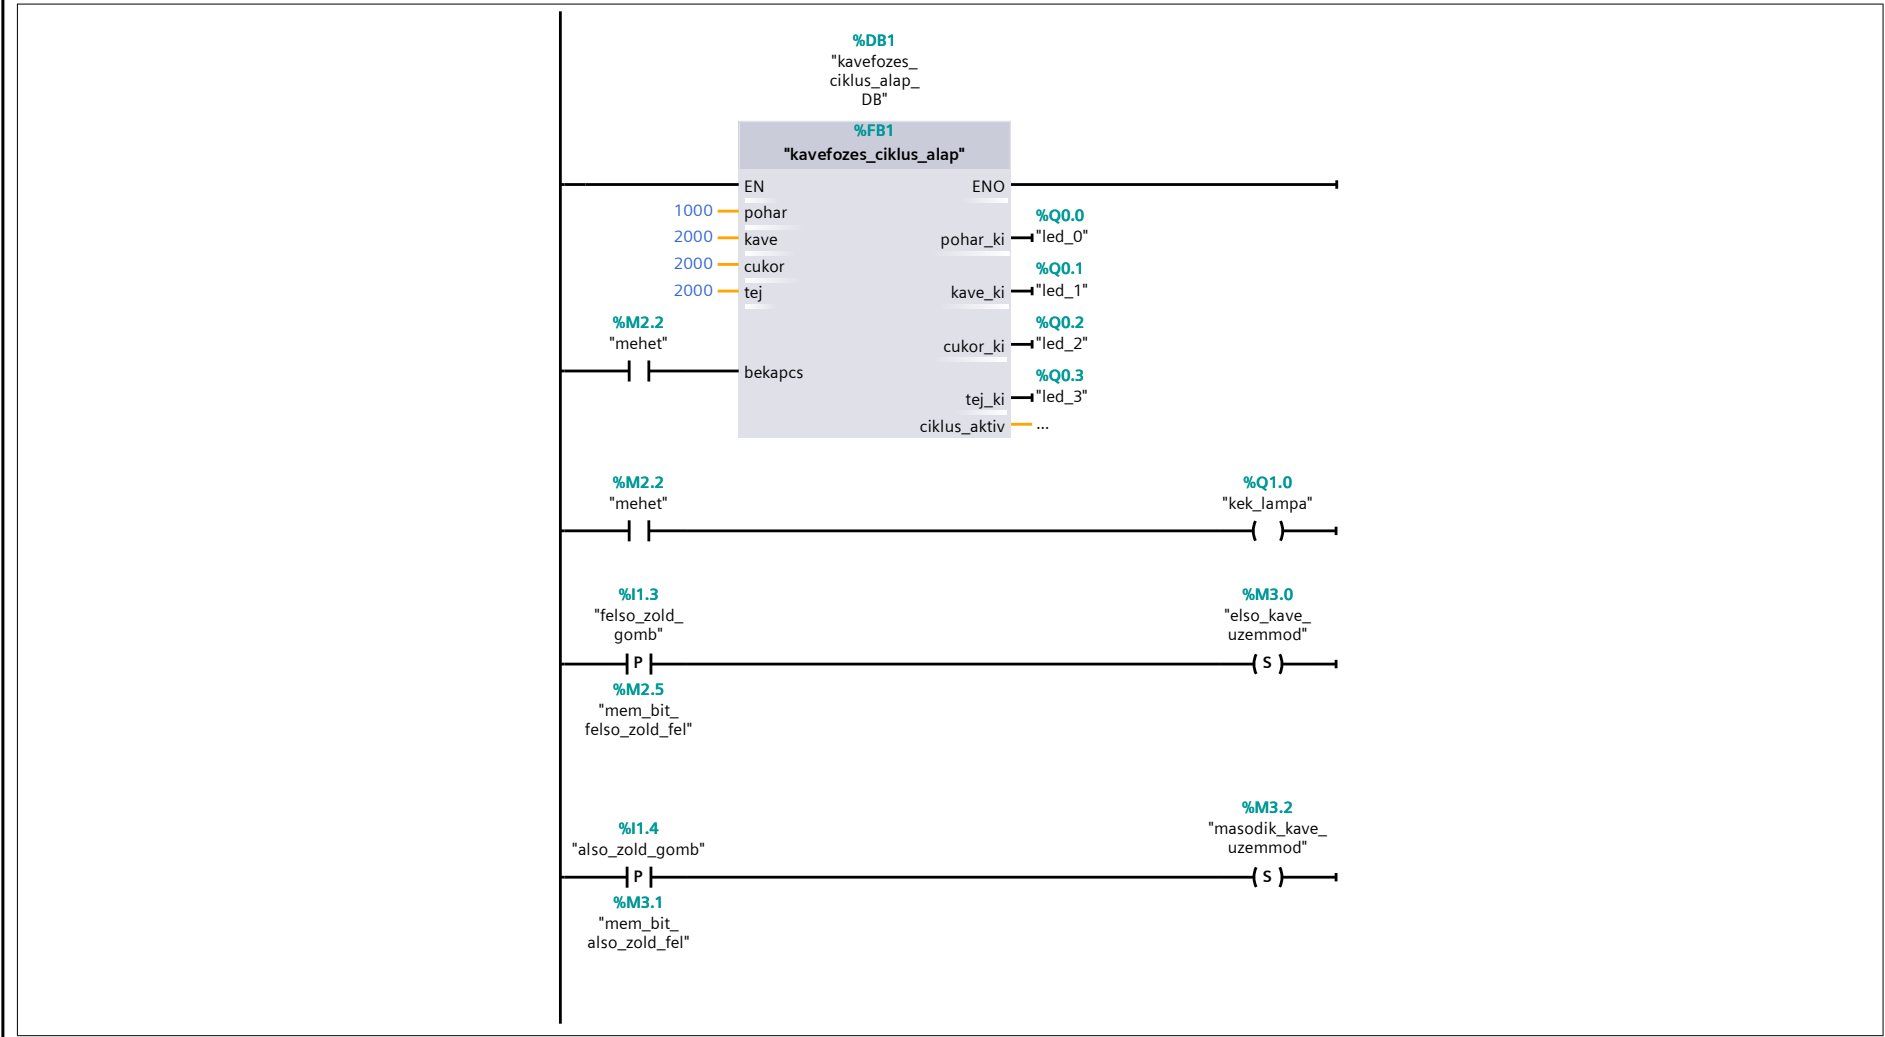 %DB1
"kavefozes_
ciklus_alap_
DB"
%FB1
"kavefozes_ciklus_alap"
EN ENO
1000 pohar
%Q0.0
2000 kave pohar_ki "led_0"
2000 cukor
%Q0.1
2000 tej kave_ki "led_1"
%M2.2 %Q0.2
"mehet" cukor_ki "led_2"
bekapcs
%Q0.3
tej_ki "led_3"
ciklus_aktiv ...
%M2.2 %Q1.0
"mehet" "kek_lampa"
%I1.3 %M3.0
"felso_zold_ "elso_kave_
gomb" uzemmod"
P S
%M2.5
"mem_bit_
felso_zold_fel"
%M3.2
%I1.4 "masodik_kave_
"also_zold_gomb" uzemmod"
P S
%M3.1
"mem_bit_
also_zold_fel"